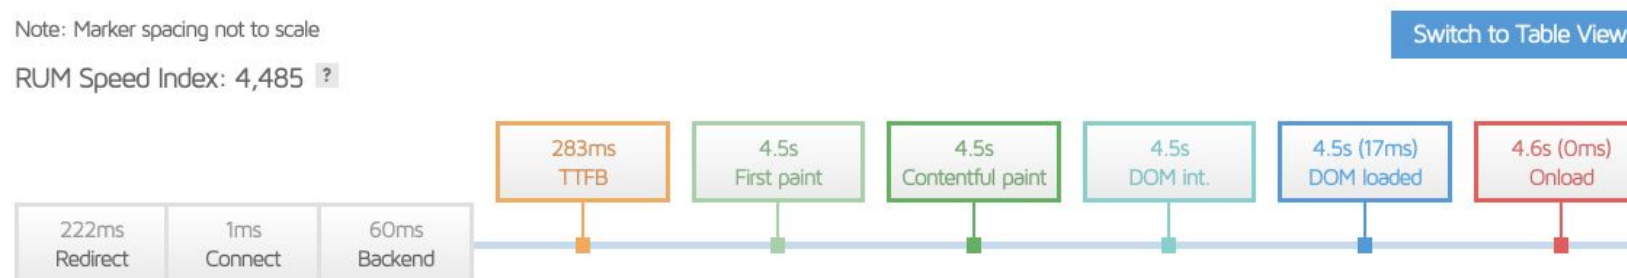 Note: Marker spacing not to scale
Switch to Table View
RUM Speed Index: 4,485 ?
283ms
TTFB
4.5s
First paint
4.5s
Contentful paint
4.5s
DOM int.
4.5s (17ms)
DOM loaded
4.6s (0ms)
Onload
222ms
Redirect
1ms
Connect
60ms
Backend